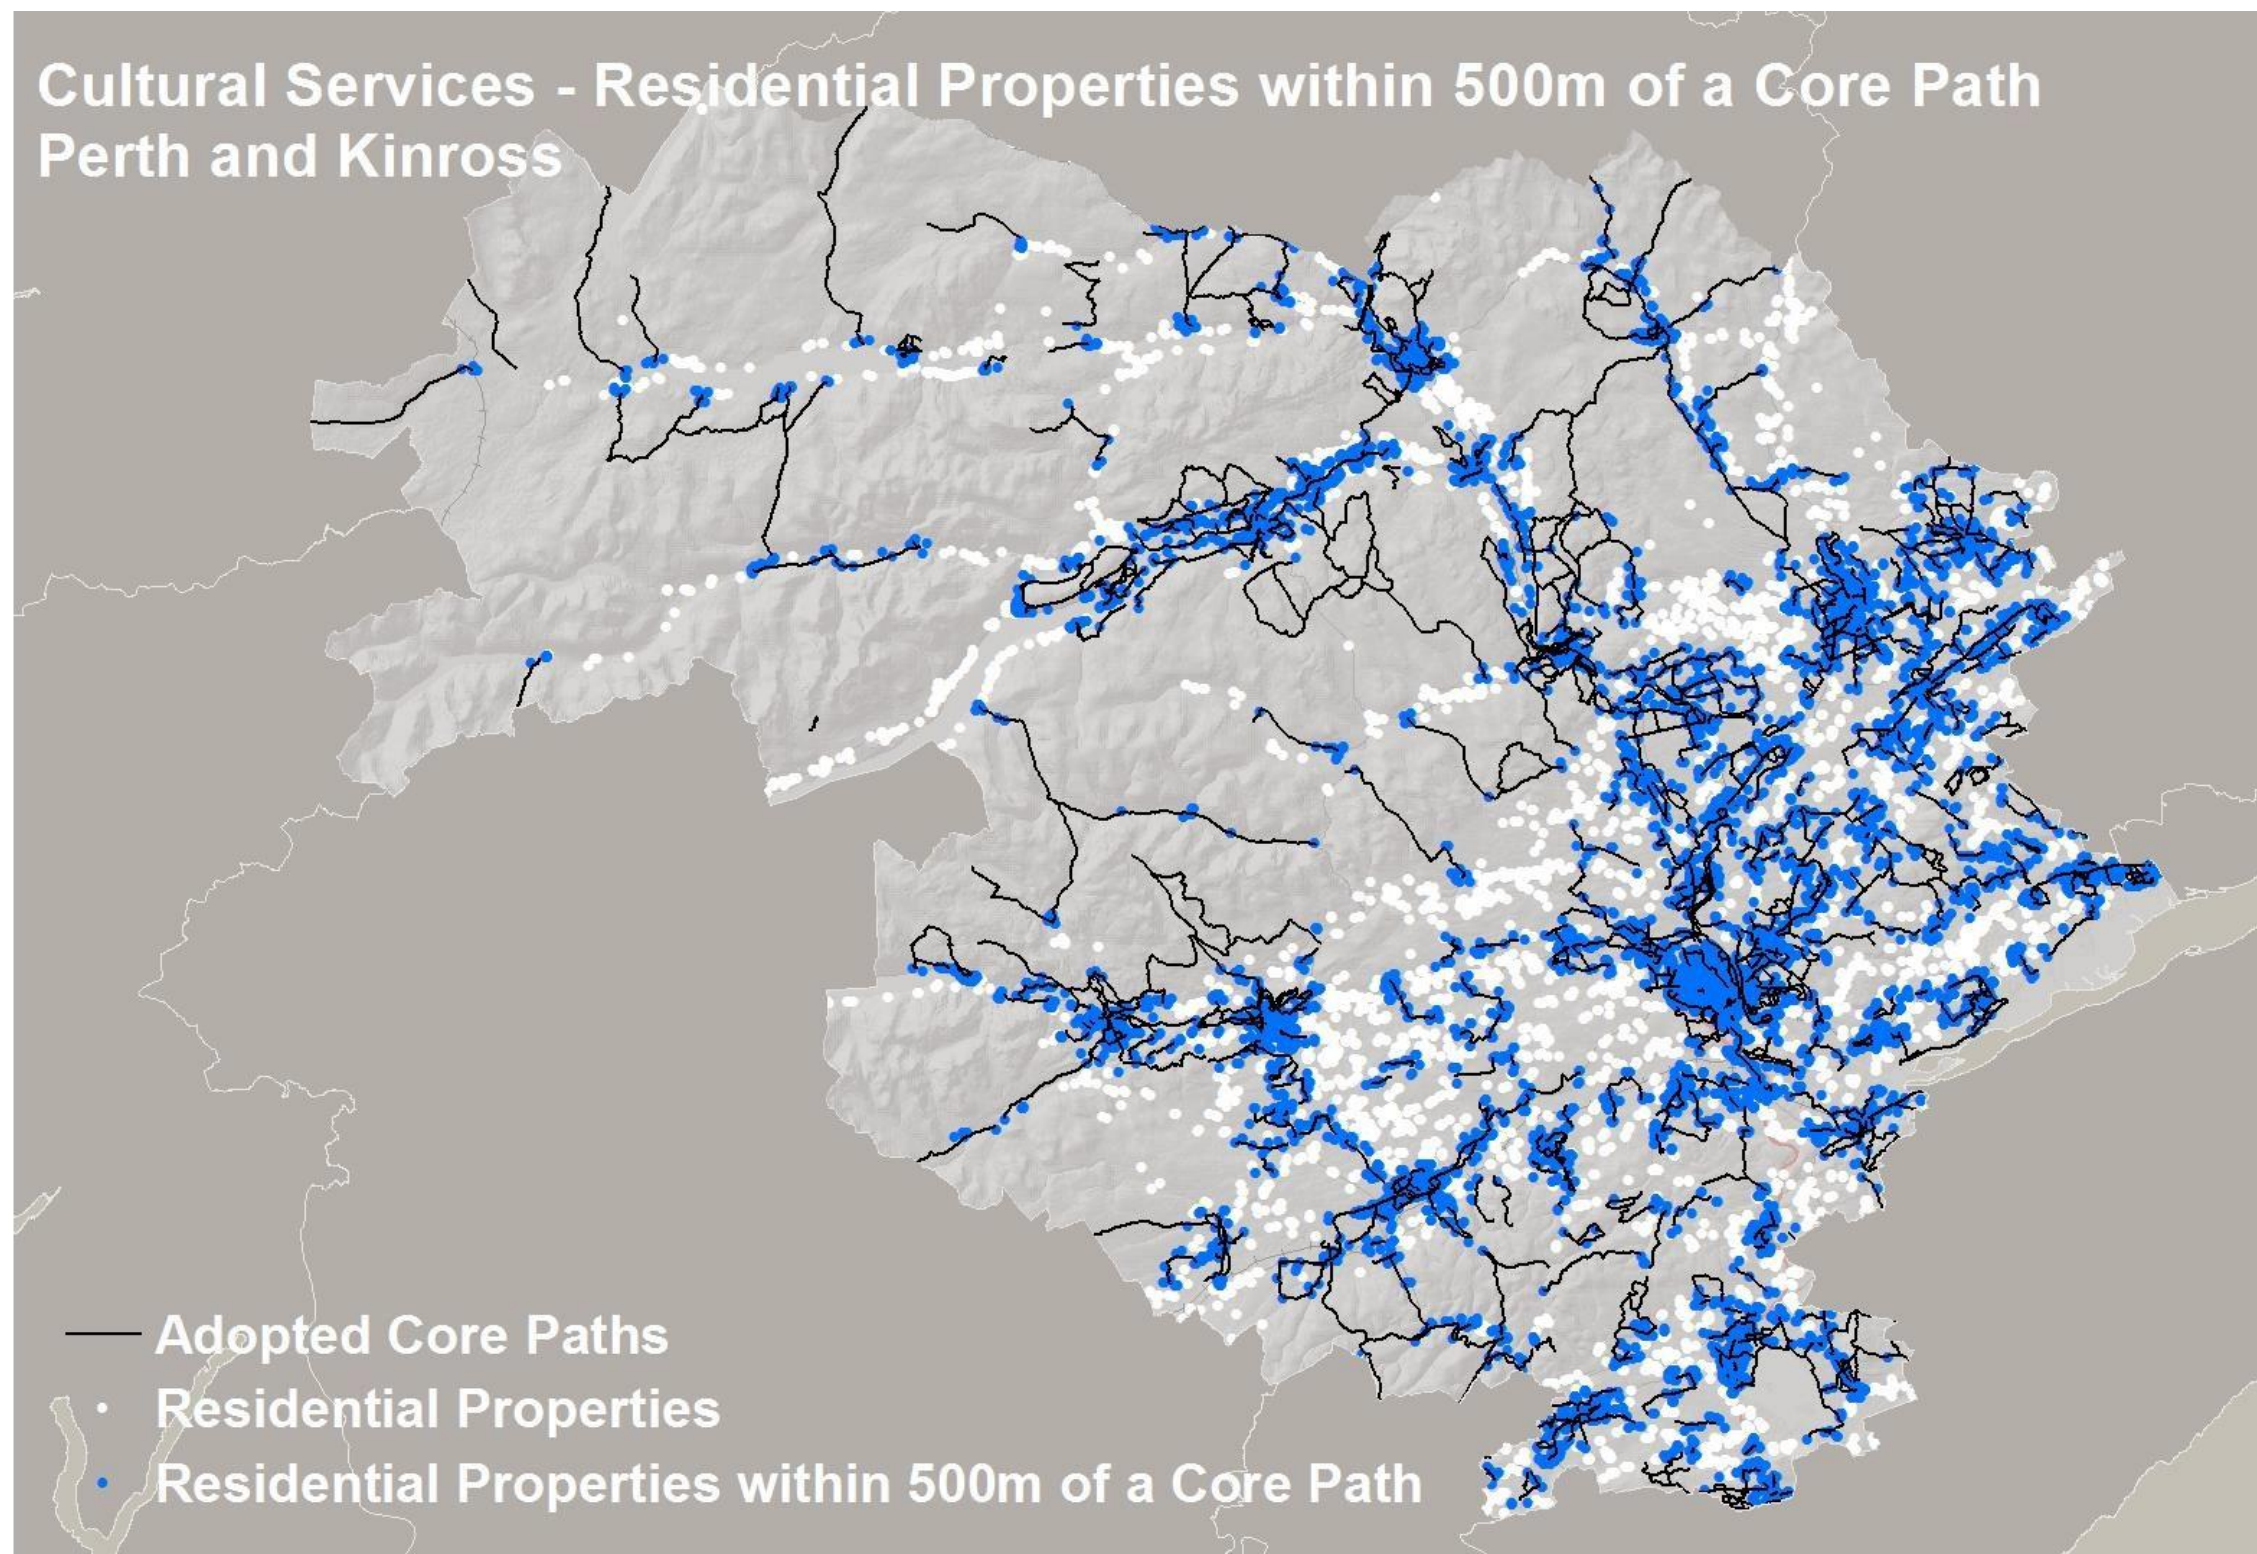 Cultural Services - Residential Properties within 500m of a Core Path
Perth and Kinross
Adopted Core Paths
Residential Properties
Residential Properties within 500m of a Core Path